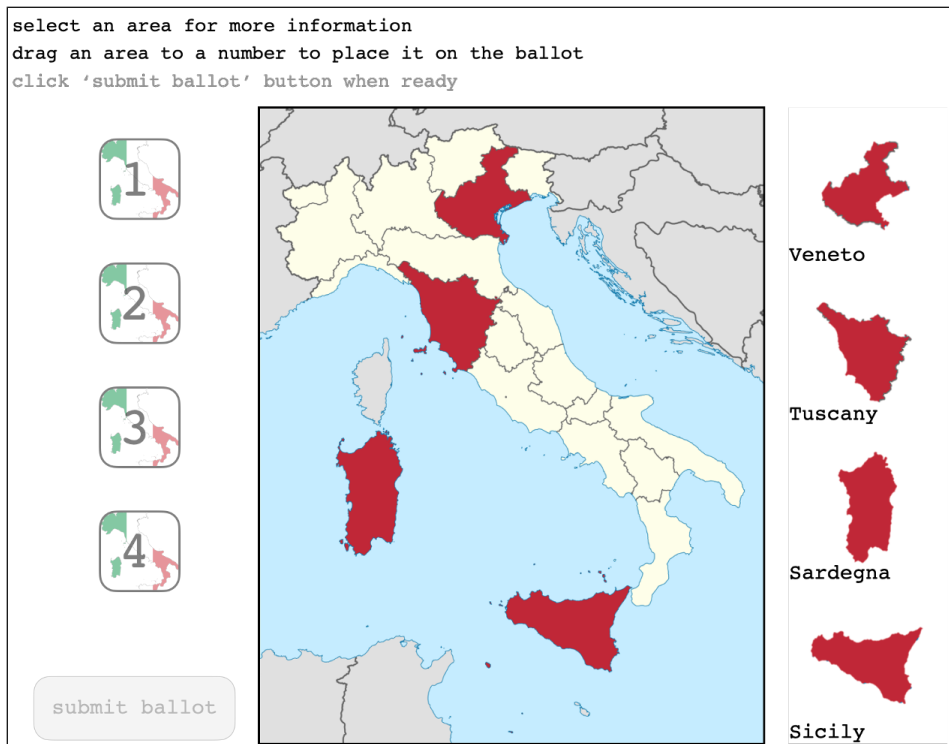 select an area for more information
drag an area to a number to place it on the ballot
click ‘submit ballot’ button when ready
1
2
3
4
submit ballot
Veneto
Tuscany
Sardegna
Sicily